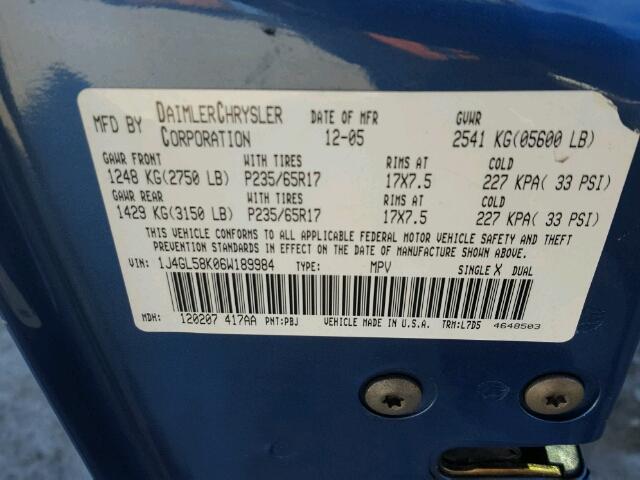 MFD BY DAIMLERCHRYSLER CORPORATION DATE OF MFR 12-05 GVWR 2541 KG(05600 LB)
GAWR FRONT WITH TIRES RIMS AT COLD
1248 KG(2750 LB) P235/65R17 17X7.5 227 KPA( 33 PSI)
GAWR REAR WITH TIRES RIMS AT COLD
1429 KG(3150 LB) P235/65R17 17X7.5 227 KPA( 33 PSI)
THIS VEHICLE CONFORMS TO ALL APPLICABLE FEDERAL MOTOR VEHICLE SAFETY AND THEFT
PREVENTION STANDARDS IN EFFECT ON THE DATE OF MANUFACTURE SHOWN ABOVE.
VIN: 1J4GL58K06W189984 TYPE: MPV SINGLE X DUAL
MDH: 120207 417AA PNT:PBJ VEHICLE MADE IN U.S.A. TRM:L7D5 4648503